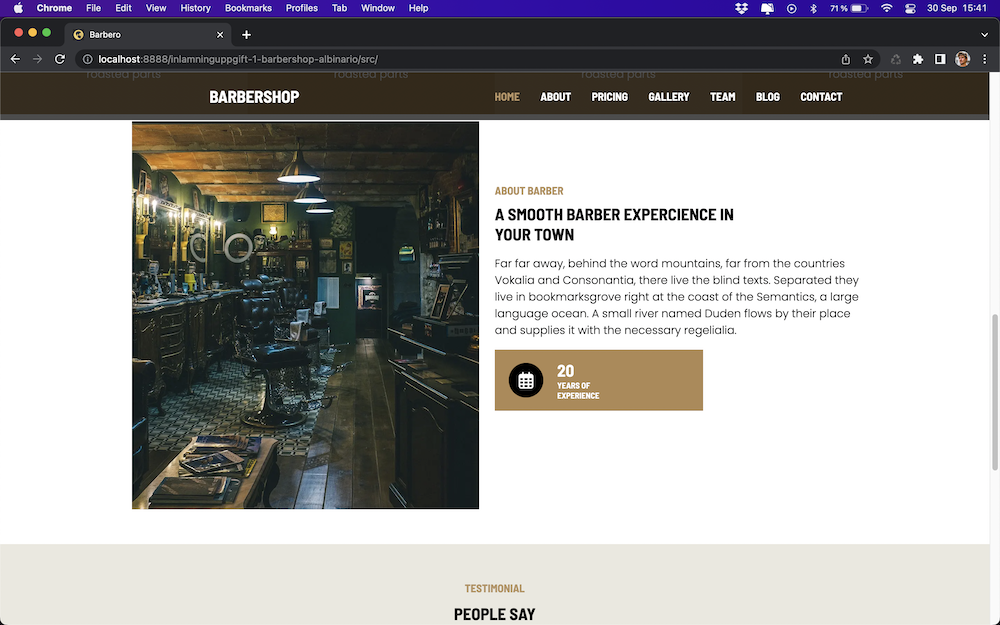 Chrome File Edit View History Bookmarks Profiles Tab Window Help 71 % 30 Sep 15:41
Barbero
localhost:8888/inlamninguppgift-1-barbershop-albinario/src/
roasted parts roasted parts roasted parts roasted parts
BARBERSHOP HOME ABOUT PRICING GALLERY TEAM BLOG CONTACT
ABOUT BARBER
A SMOOTH BARBER EXPERCIENCE IN
YOUR TOWN
Far far away, behind the word mountains, far from the countries
Vokalia and Consonantia, there live the blind texts. Separated they
live in bookmarksgrove right at the coast of the Semantics, a large
language ocean. A small river named Duden flows by their place
and supplies it with the necessary regelialia.
20
YEARS OF
EXPERIENCE
TESTIMONIAL
PEOPLE SAY